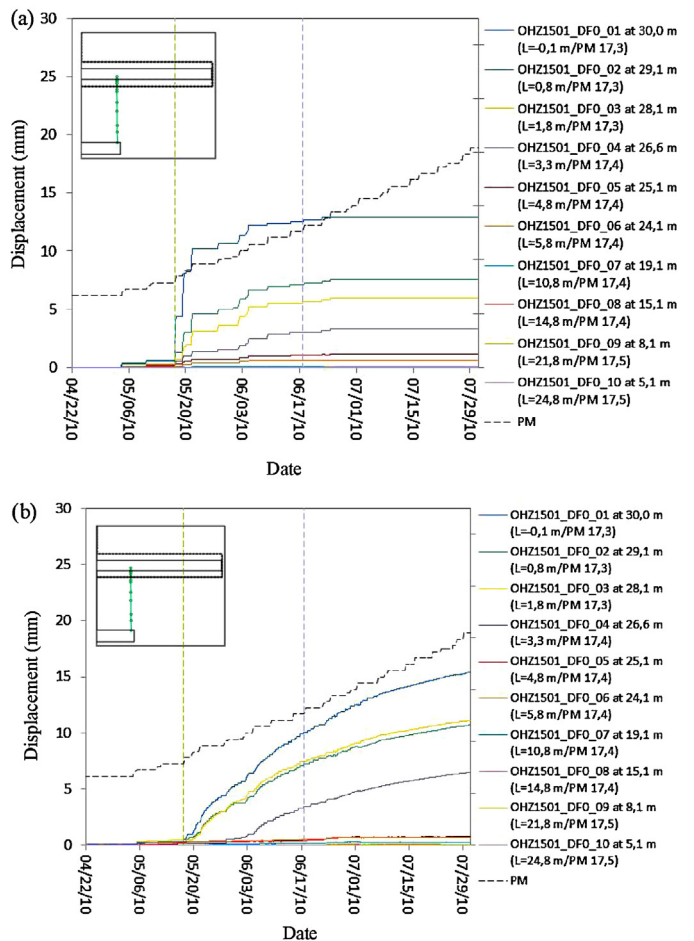 (a)
30
25
20
15
10
5
0
Displacement (mm)
04/22/10
05/06/10
05/20/10
06/03/10
06/17/10
07/01/10
07/15/10
07/29/10
Date
OHZ1501_DF0_01 at 30,0 m
(L=-0,1 m/PM 17,3)
OHZ1501_DF0_02 at 29,1 m
(L=0,8 m/PM 17,3)
OHZ1501_DF0_03 at 28,1 m
(L=1,8 m/PM 17,3)
OHZ1501_DF0_04 at 26,6 m
(L=3,3 m/PM 17,4)
OHZ1501_DF0_05 at 25,1 m
(L=4,8 m/PM 17,4)
OHZ1501_DF0_06 at 24,1 m
(L=5,8 m/PM 17,4)
OHZ1501_DF0_07 at 19,1 m
(L=10,8 m/PM 17,4)
OHZ1501_DF0_08 at 15,1 m
(L=14,8 m/PM 17,4)
OHZ1501_DF0_09 at 8,1 m
(L=21,8 m/PM 17,5)
OHZ1501_DF0_10 at 5,1 m
(L=24,8 m/PM 17,5)
PM
(b)
30
25
20
15
10
5
0
Displacement (mm)
04/22/10
05/06/10
05/20/10
06/03/10
06/17/10
07/01/10
07/15/10
07/29/10
Date
OHZ1501_DF0_01 at 30,0 m
(L=-0,1 m/PM 17,3)
OHZ1501_DF0_02 at 29,1 m
(L=0,8 m/PM 17,3)
OHZ1501_DF0_03 at 28,1 m
(L=1,8 m/PM 17,3)
OHZ1501_DF0_04 at 26,6 m
(L=3,3 m/PM 17,4)
OHZ1501_DF0_05 at 25,1 m
(L=4,8 m/PM 17,4)
OHZ1501_DF0_06 at 24,1 m
(L=5,8 m/PM 17,4)
OHZ1501_DF0_07 at 19,1 m
(L=10,8 m/PM 17,4)
OHZ1501_DF0_08 at 15,1 m
(L=14,8 m/PM 17,4)
OHZ1501_DF0_09 at 8,1 m
(L=21,8 m/PM 17,5)
OHZ1501_DF0_10 at 5,1 m
(L=24,8 m/PM 17,5)
PM